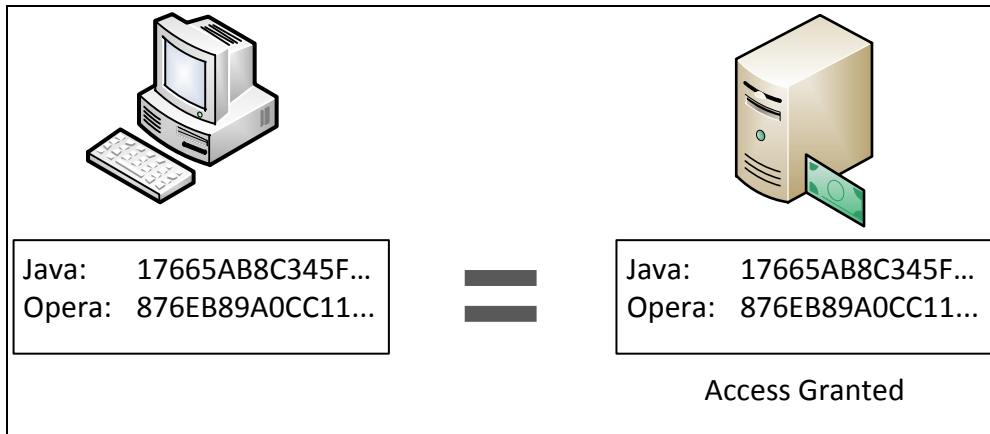 Java: 17665AB8C345F…
Opera: 876EB89A0CC11...
Java: 17665AB8C345F…
Opera: 876EB89A0CC11...
Access Granted